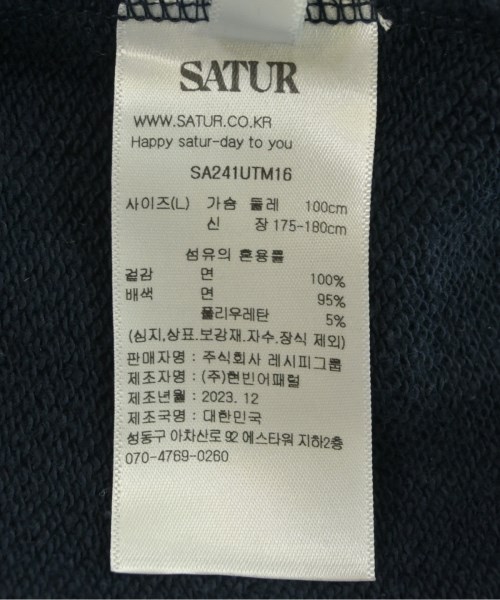 SATUR
WWW.SATUR.CO.KR
Happy satur-day to you
SA241UTM16
사이즈(L) 가슴 둘레 100cm
신 장 175-180cm
섬유의 혼용률
겉감 면 100%
배색 면 95%
폴리우레탄 5%
(심지,상표.보강재.자수.장식 제외)
판매자명 : 주식회사 레시피그룹
제조자명 : (주)현빈어패럴
제조년월 : 2023. 12
제조국명 : 대한민국
성동구 아차산로 92 에스타워 지하2층
070-4769-0260